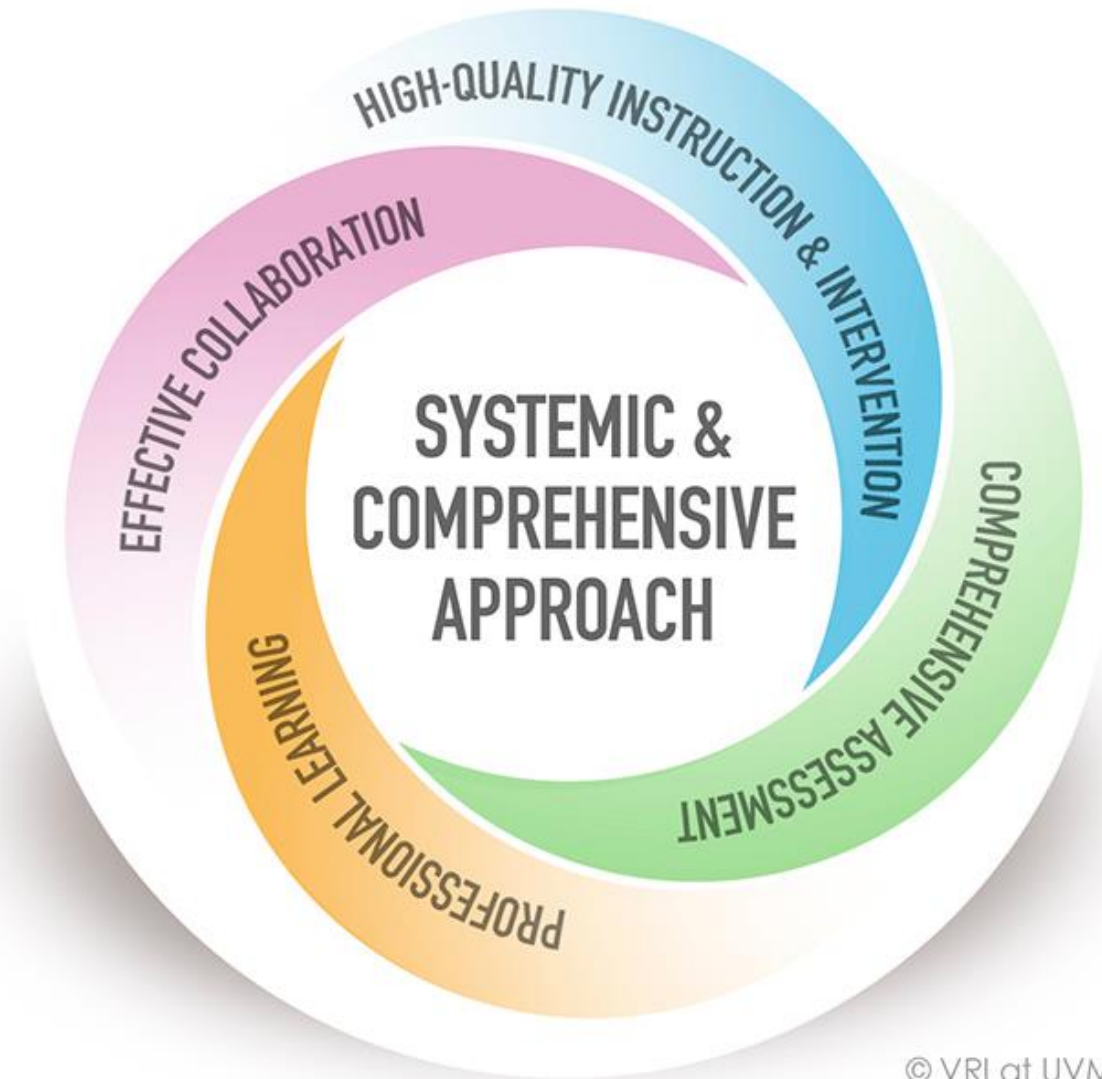 HIGH-QUALITY INSTRUCTION & INTERVENTION
EFFECTIVE COLLABORATION
SYSTEMIC &
COMPREHENSIVE
APPROACH
COMPREHENSIVE ASSESSMENT
PROFESSIONAL LEARNING
© VRI at UVM